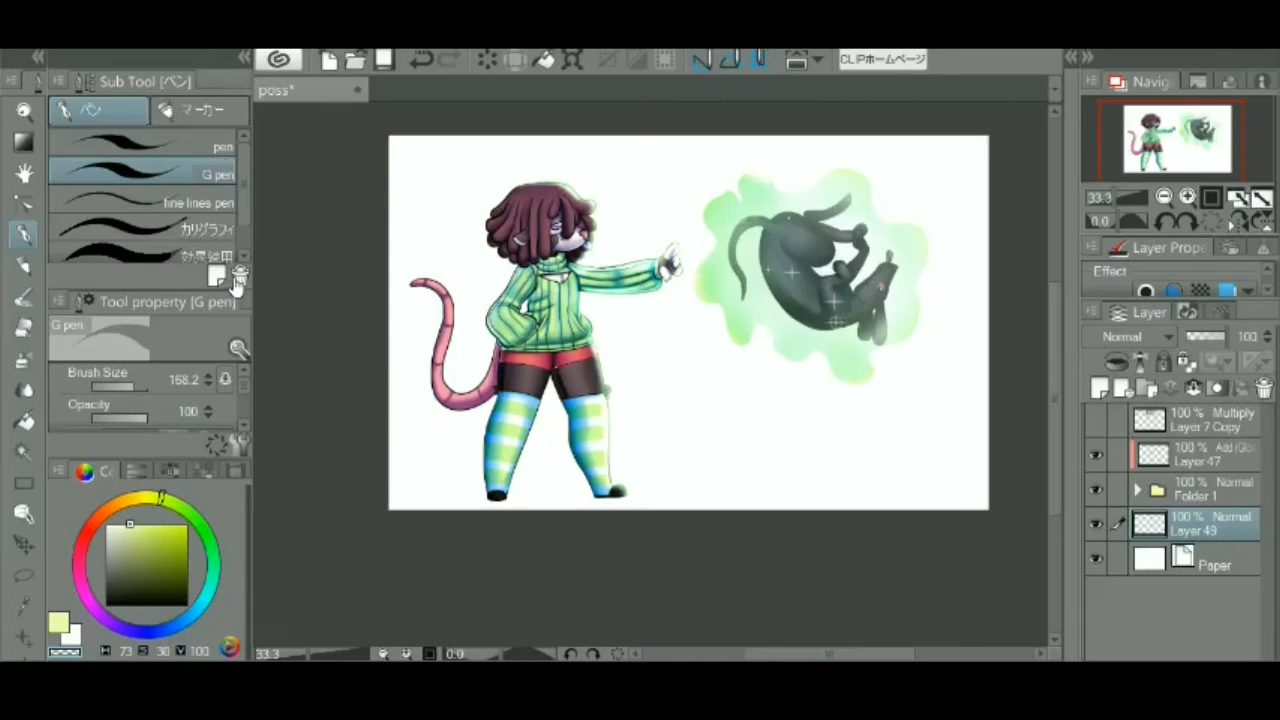 CLIPホームページ
Sub Tool [ペン]
poss*
Navig
ペン
マーカー
pen
G pen
fine lines pen
カリグラフィ
効果線用
33.3
0.0
Layer Prope
Effect
Tool property [G pen]
G pen
Layer
Normal
100
Brush Size
168.2
Opacity
100
100 % Multiply
Layer 7 Copy
100 % Add (Glo
Layer 47
100 % Normal
Folder 1
100 % Normal
Layer 49
Paper
Cc
H 73 S 30 V 100
33.3
0.0